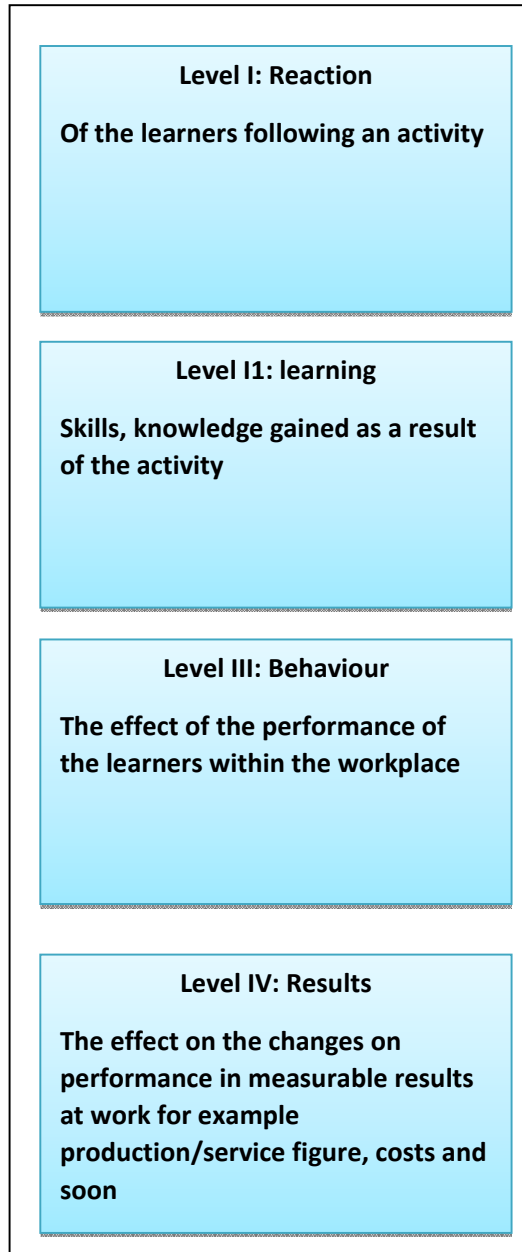 Level I: Reaction
Of the learners following an activity
Level I1: learning
Skills, knowledge gained as a result
of the activity
Level III: Behaviour
The effect of the performance of
the learners within the workplace
Level IV: Results
The effect on the changes on
performance in measurable results
at work for example
production/service figure, costs and
soon